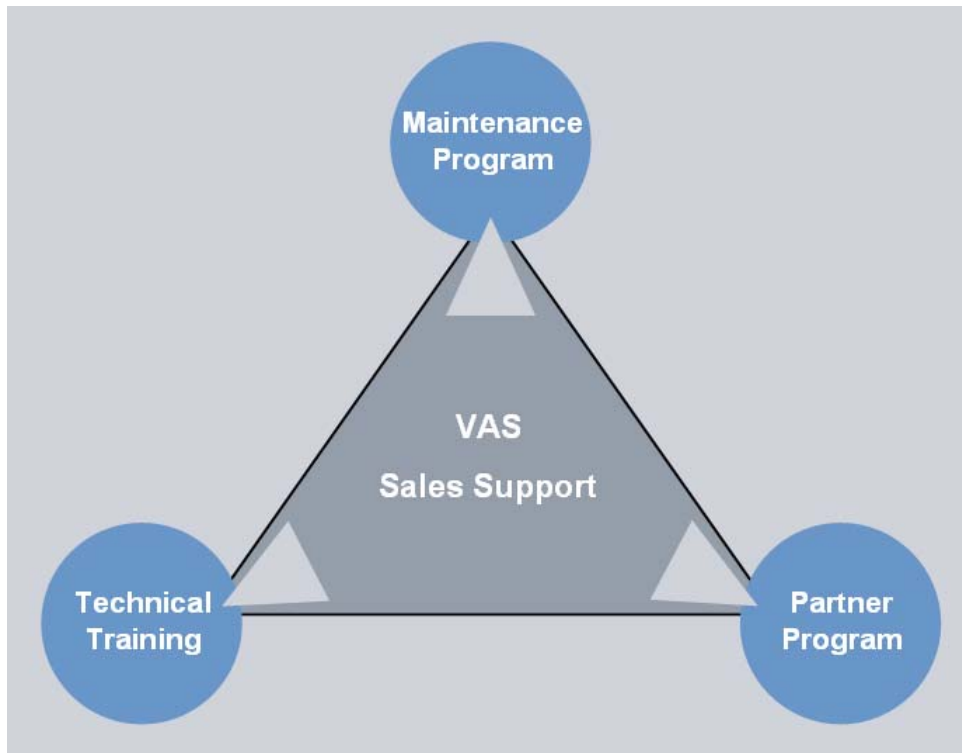 Maintenance
Program
VAS
Sales Support
Technical
Training
Partner
Program